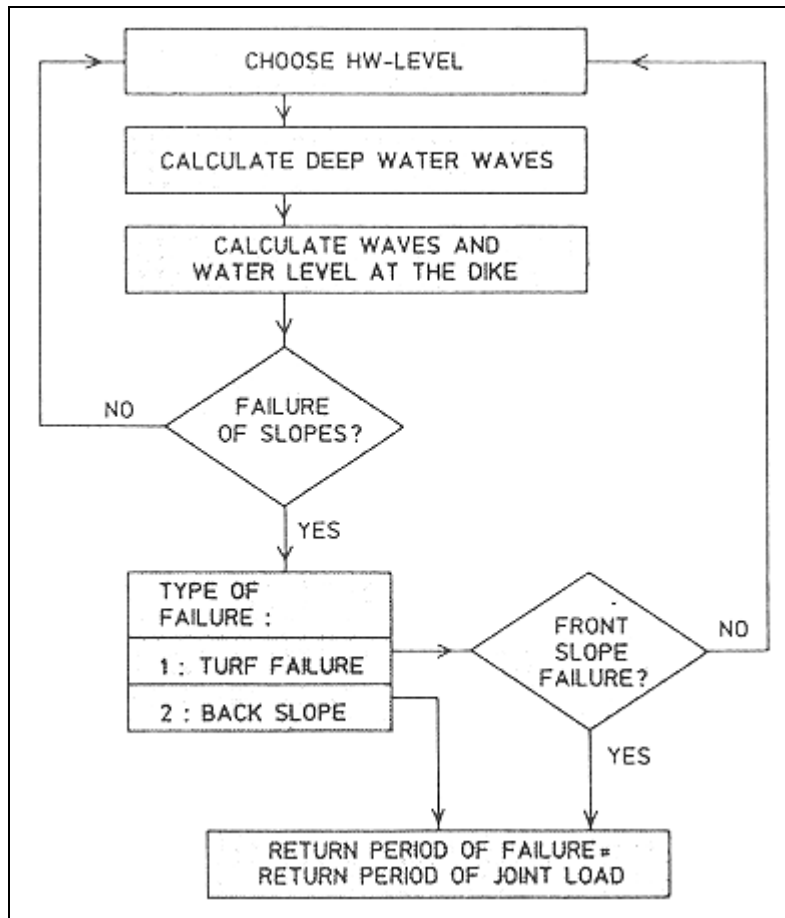 CHOOSE HW-LEVEL
CALCULATE DEEP WATER WAVES
CALCULATE WAVES AND
WATER LEVEL AT THE DIKE
FAILURE
OF SLOPES?
NO
YES
TYPE OF
FAILURE :
1 : TURF FAILURE
2 : BACK SLOPE
FRONT
SLOPE
FAILURE?
NO
YES
RETURN PERIOD OF FAILURE =
RETURN PERIOD OF JOINT LOAD